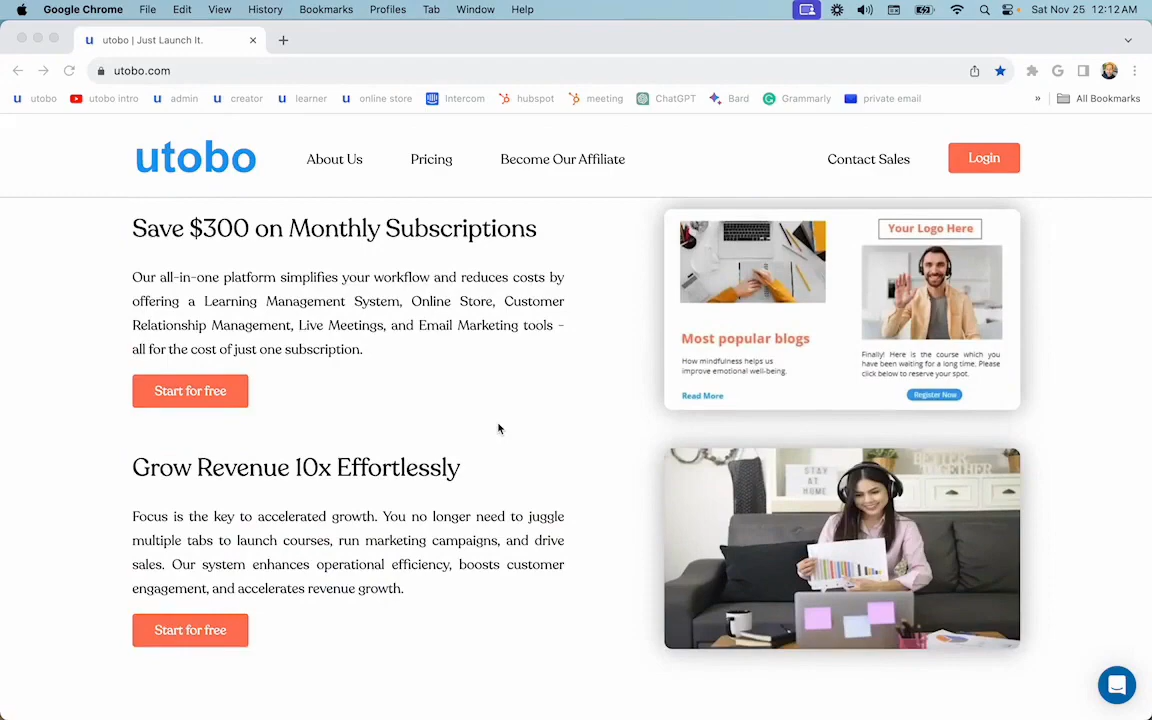 Google Chrome File Edit View History Bookmarks Profiles Tab Window Help Sat Nov 25 12:12 AM
u utobo | Just Launch It.
utobo.com
u utobo utobo intro u admin u creator u learner u online store Intercom hubspot meeting ChatGPT Bard Grammarly private email » All Bookmarks
utobo About Us Pricing Become Our Affiliate Contact Sales Login
Save $300 on Monthly Subscriptions
Our all-in-one platform simplifies your workflow and reduces costs by
offering a Learning Management System, Online Store, Customer
Relationship Management, Live Meetings, and Email Marketing tools -
all for the cost of just one subscription.
Start for free
Most popular blogs
How mindfulness helps us
improve emotional well-being.
Read More
Your Logo Here
Finally! Here is the course which you
have been waiting for a long time. Please
click below to reserve your spot.
Register Now
Grow Revenue 10x Effortlessly
Focus is the key to accelerated growth. You no longer need to juggle
multiple tabs to launch courses, run marketing campaigns, and drive
sales. Our system enhances operational efficiency, boosts customer
engagement, and accelerates revenue growth.
Start for free
STAY
AT
HOME
BETTER
TOGETHER